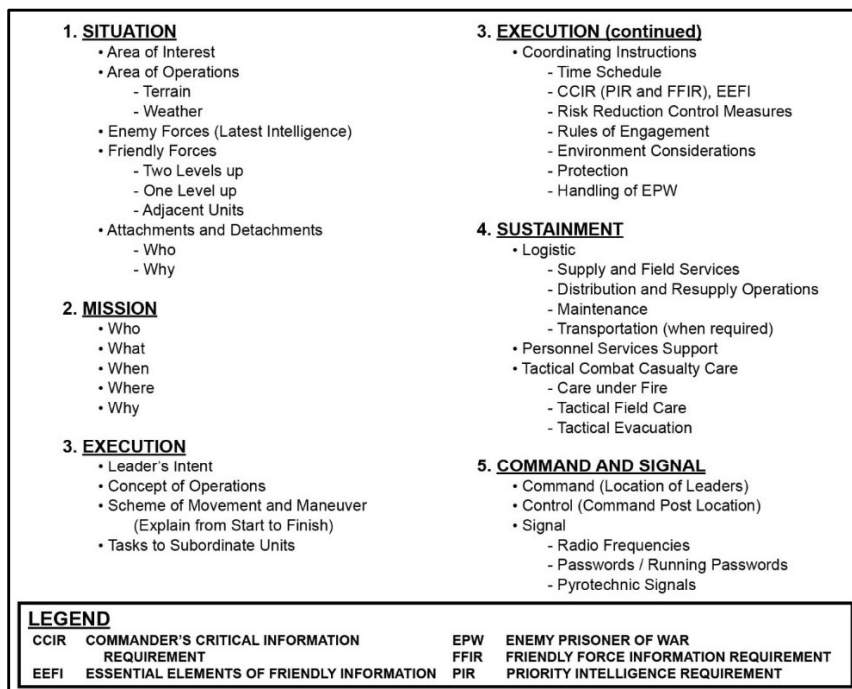 1. SITUATION
• Area of Interest
• Area of Operations
- Terrain
- Weather
• Enemy Forces (Latest Intelligence)
• Friendly Forces
- Two Levels up
- One Level up
- Adjacent Units
• Attachments and Detachments
- Who
- Why
2. MISSION
• Who
• What
• When
• Where
• Why
3. EXECUTION
• Leader's Intent
• Concept of Operations
• Scheme of Movement and Maneuver
(Explain from Start to Finish)
• Tasks to Subordinate Units
3. EXECUTION (continued)
• Coordinating Instructions
- Time Schedule
- CCIR (PIR and FFIR), EEFI
- Risk Reduction Control Measures
- Rules of Engagement
- Environment Considerations
- Protection
- Handling of EPW
4. SUSTAINMENT
• Logistic
- Supply and Field Services
- Distribution and Resupply Operations
- Maintenance
- Transportation (when required)
• Personnel Services Support
• Tactical Combat Casualty Care
- Care under Fire
- Tactical Field Care
- Tactical Evacuation
5. COMMAND AND SIGNAL
• Command (Location of Leaders)
• Control (Command Post Location)
• Signal
- Radio Frequencies
- Passwords / Running Passwords
- Pyrotechnic Signals
LEGEND
CCIR COMMANDER'S CRITICAL INFORMATION
REQUIREMENT
EEFI ESSENTIAL ELEMENTS OF FRIENDLY INFORMATION
EPW ENEMY PRISONER OF WAR
FFIR FRIENDLY FORCE INFORMATION REQUIREMENT
PIR PRIORITY INTELLIGENCE REQUIREMENT